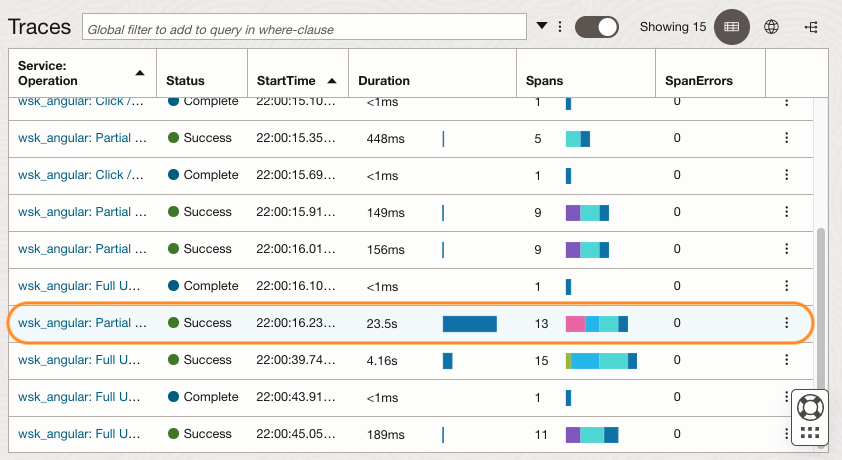 Traces Global filter to add to query in where-clause Showing 15
Service:
Operation Status StartTime Duration Spans SpanErrors
wsk_angular: Click /... Complete 22:00:15.10... <1ms 1 0
wsk_angular: Partial ... Success 22:00:15.35... 448ms 5 0
wsk_angular: Click /... Complete 22:00:15.69... <1ms 1 0
wsk_angular: Partial ... Success 22:00:15.91... 149ms 9 0
wsk_angular: Partial ... Success 22:00:16.01... 156ms 9 0
wsk_angular: Full U... Complete 22:00:16.10... <1ms 1 0
wsk_angular: Partial ... Success 22:00:16.23... 23.5s 13 0
wsk_angular: Full U... Success 22:00:39.74... 4.16s 15 0
wsk_angular: Full U... Complete 22:00:43.91... <1ms 1 0
wsk_angular: Full U... Success 22:00:45.05... 189ms 11 0